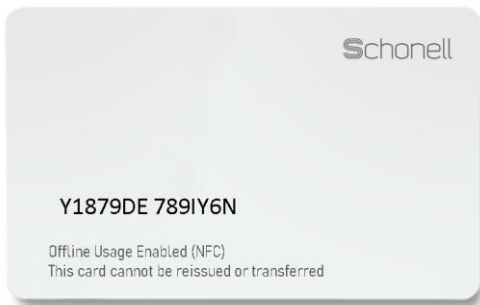 Schonell
Y1879DE 789IY6N
Offline Usage Enabled (NFC)
This card cannot be reissued or transferred